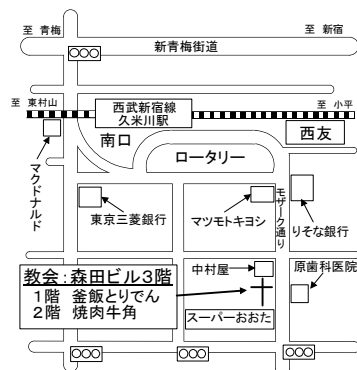 至 青梅
至 新宿
新青梅街道
至 東村山
西武新宿線
久米川駅
至 小平
南口
西友
ロータリー
マクドナルド
東京三菱銀行
マツモトキヨシ
モザーク通り
りそな銀行
教会：森田ビル３階
１階 釜飯とりでん
２階 焼肉牛角
中村屋
原歯科医院
スーパーおおた